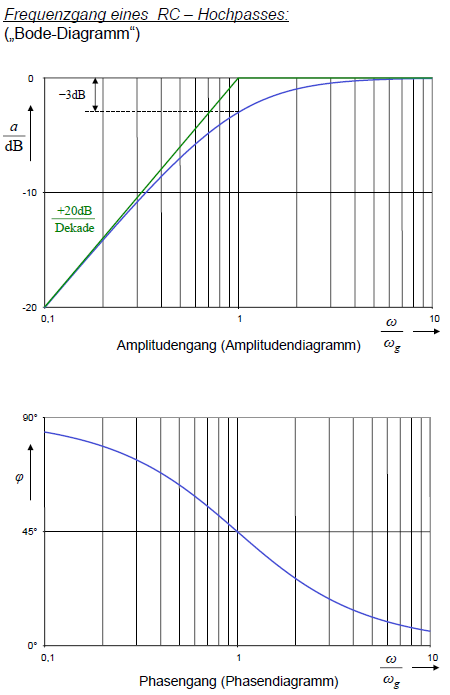 Frequenzgang eines RC – Hochpasses:
(„Bode-Diagramm“)
0
−3dB
a
dB
-10
+20dB
Dekade
-20
0,1
1
10
ω
ω_g
Amplitudengang (Amplitudendiagramm)
90°
φ
45°
0°
0,1
1
10
ω
ω_g
Phasengang (Phasendiagramm)